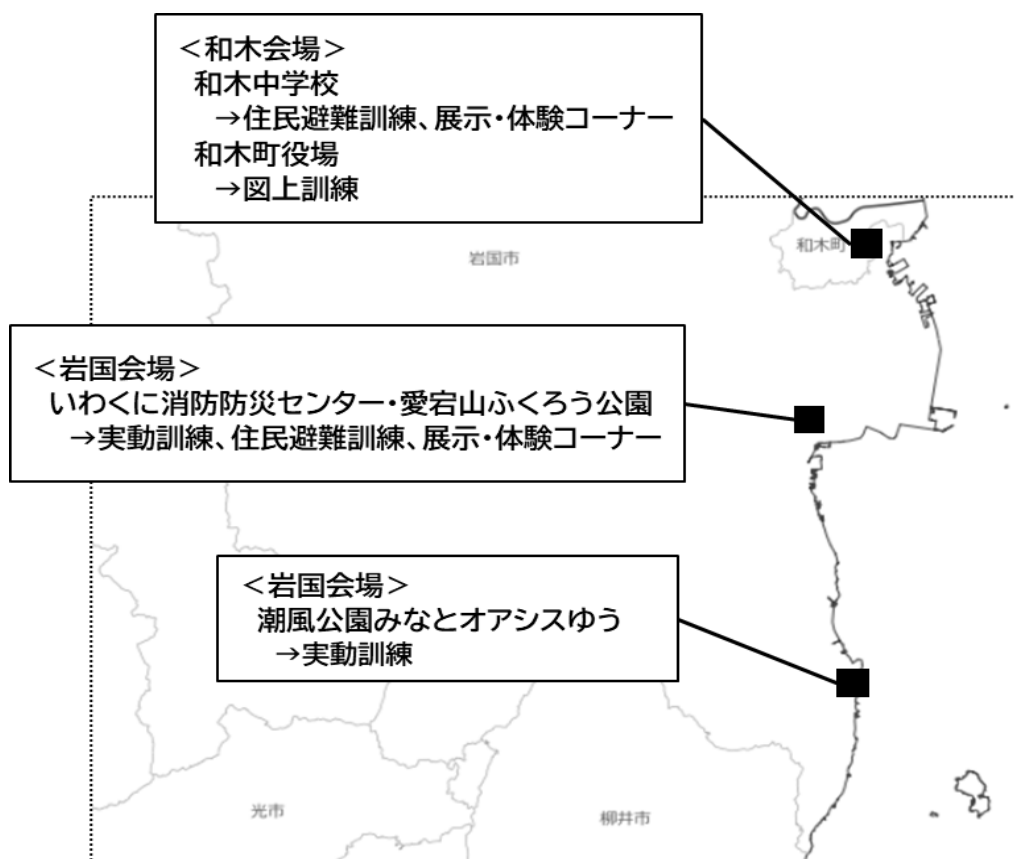 ＜和木会場＞
和木中学校
→住民避難訓練、展示・体験コーナー
和木町役場
→図上訓練
岩国市
和木町
＜岩国会場＞
いわくに消防防災センター・愛宕山ふくろう公園
→実動訓練、住民避難訓練、展示・体験コーナー
＜岩国会場＞
潮風公園みなとオアシスゆう
→実動訓練
光市
柳井市